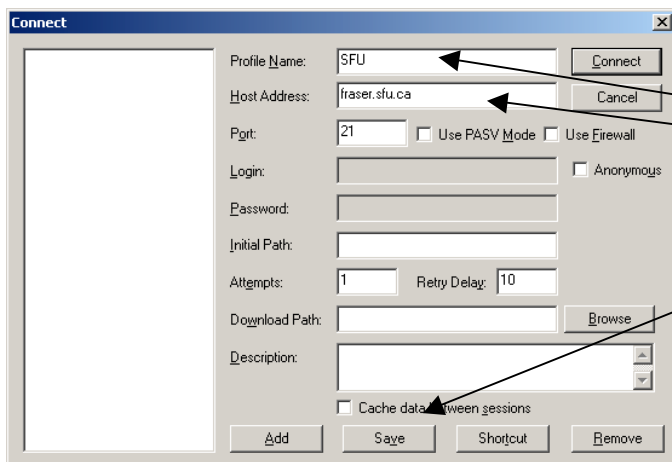 Connect
Profile Name: SFU Connect
Host Address: fraser.sfu.ca Cancel
Port: 21 Use PASV Mode Use Firewall
Login: Anonymous
Password:
Initial Path:
Attempts: 1 Retry Delay: 10
Download Path: Browse
Description:
Cache data between sessions
Add Save Shortcut Remove